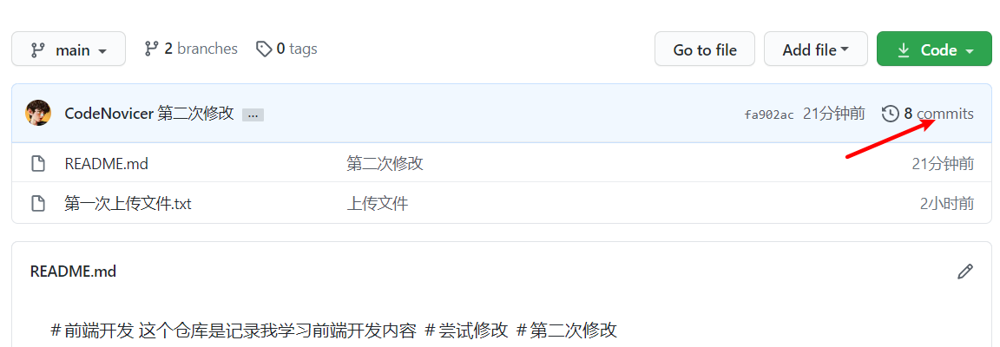 main 2 branches 0 tags Go to file Add file Code
CodeNovicer 第二次修改 ... fa902ac 21分钟前 8 commits
README.md 第二次修改 21分钟前
第一次上传文件.txt 上传文件 2小时前
README.md
# 前端开发 这个仓库是记录我学习前端开发内容 # 尝试修改 # 第二次修改